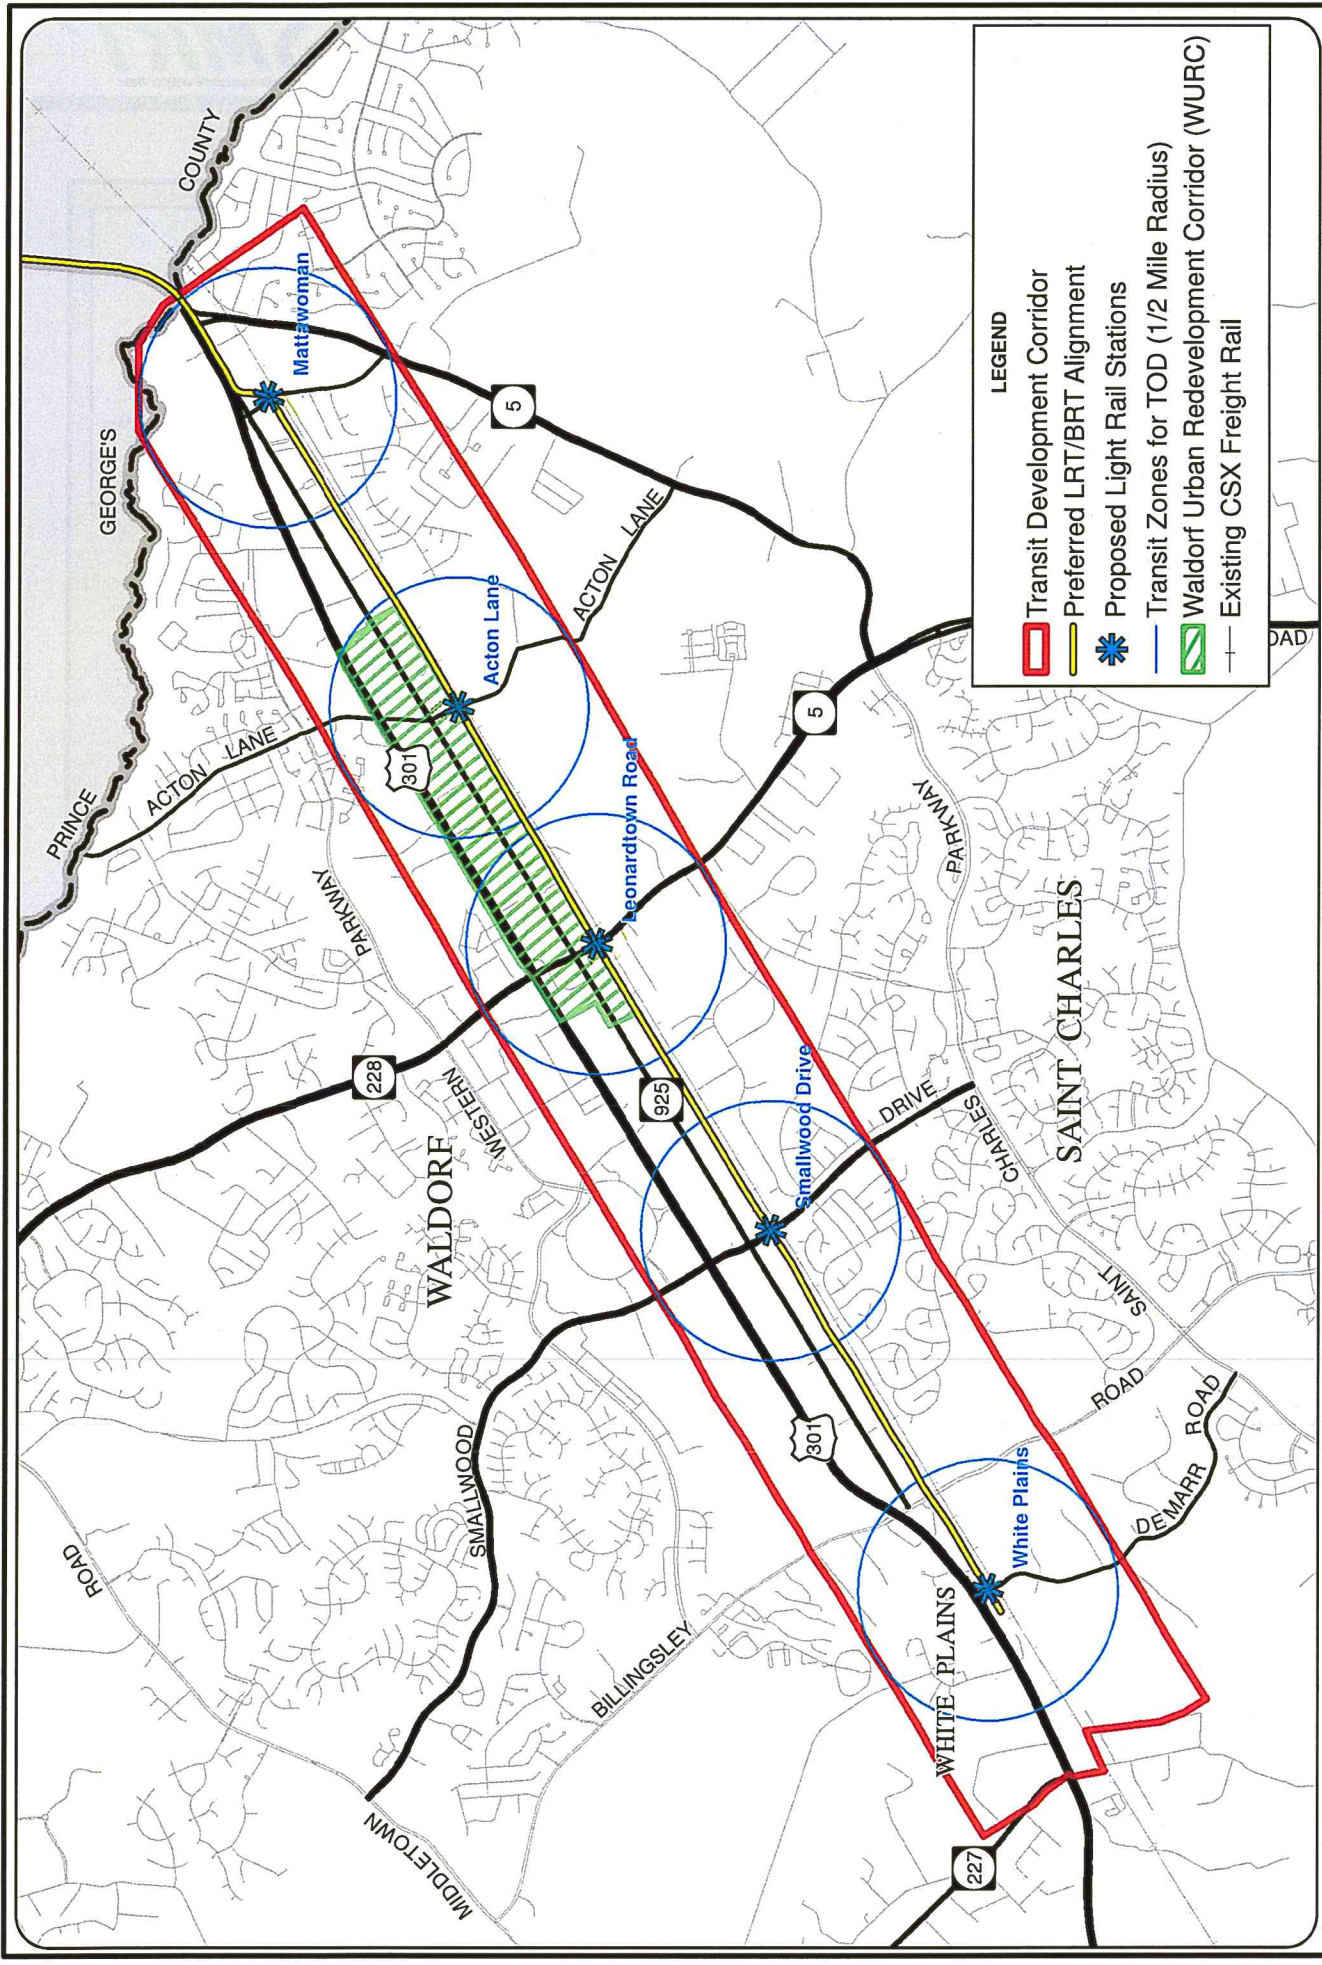 PRINCE
GEORGE'S
COUNTY
Mattawoman
5
ACTON LANE
Acton Lane
ACTON LANE
301
PARKWAY
Leonardtown Road
5
228
WESTERN
WALDORF
925
Smallwood Drive
DRIVE
PARKWAY
CHARLES
SAINT
SAINT CHARLES
SMALLWOOD
301
ROAD
ROAD
MIDDLETOWN
BILLINGSLEY
ROAD
DEMARR
White Plains
WHITE PLAINS
227
OAD
LEGEND
Transit Development Corridor
Preferred LRT/BRT Alignment
Proposed Light Rail Stations
Transit Zones for TOD (1/2 Mile Radius)
Waldorf Urban Redevelopment Corridor (WURC)
Existing CSX Freight Rail